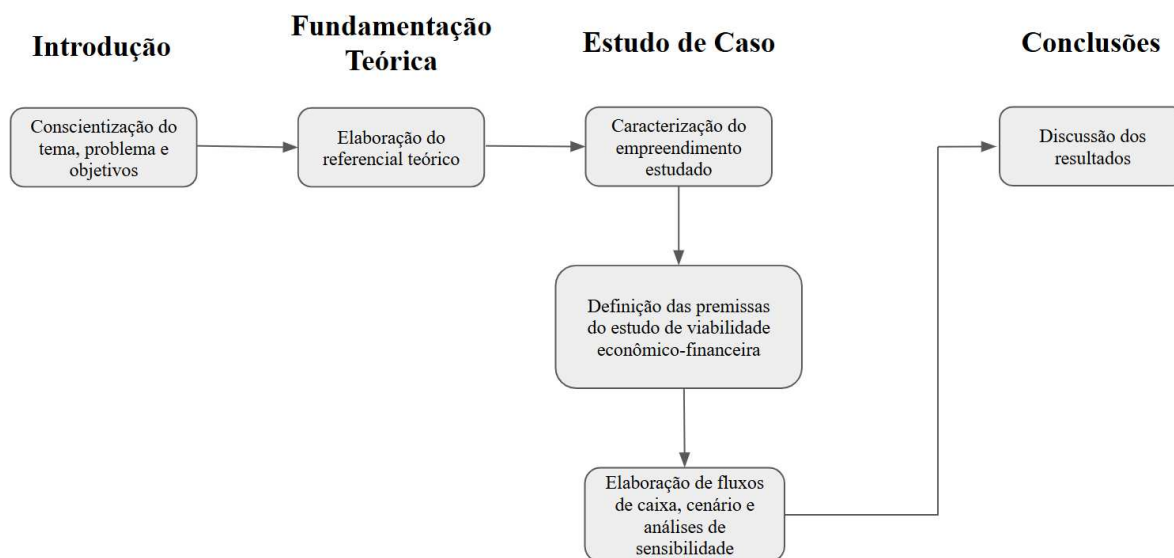 Introdução
Fundamentação
Teórica
Estudo de Caso
Conclusões
Conscientização do
tema, problema e
objetivos
Elaboração do
referencial teórico
Caracterização do
empreendimento
estudado
Discussão dos
resultados
Definição das premissas
do estudo de viabilidade
econômico-financeira
Elaboração de fluxos
de caixa, cenário e
análises de
sensibilidade